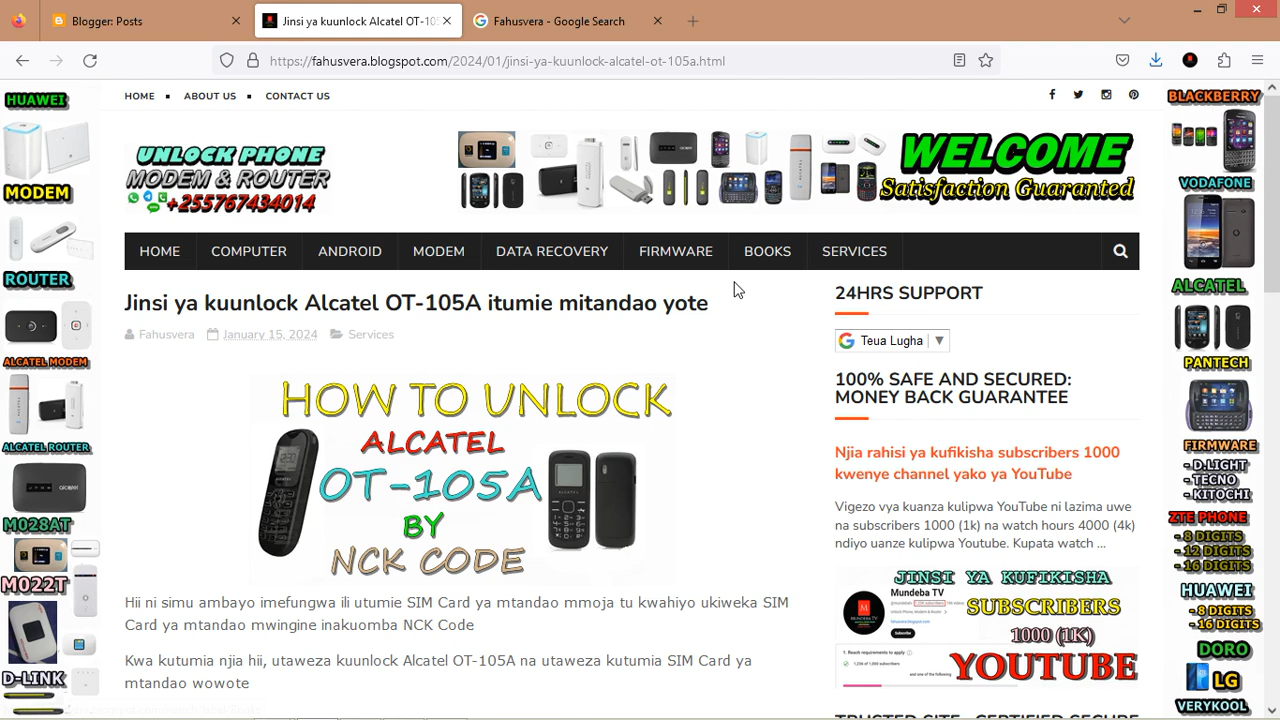 Blogger: Posts
Jinsi ya kuunlock Alcatel OT-10
Fahusvera - Google Search
https://fahusvera.blogspot.com/2024/01/jinsi-ya-kuunlock-alcatel-ot-105a.html
HOME
ABOUT US
CONTACT US
UNLOCK PHONE
MODEM & ROUTER
+255767434014
WELCOME
Satisfaction Guaranteed
HOME
COMPUTER
ANDROID
MODEM
DATA RECOVERY
FIRMWARE
BOOKS
SERVICES
Jinsi ya kuunlock Alcatel OT-105A itumie mitandao yote
Fahusvera
January 15, 2024
Services
HOW TO UNLOCK
ALCATEL
OT-105A
BY
NCK CODE
Hii ni simu ambayo imefungwa ili utumie SIM Card ya mtandao mmoja tu kwahiyo ukiweka SIM
Card ya mtandao mwingine inakuomba NCK Code
Kwa kutumia njia hii, utaweza kuunlock Alcatel OT-105A na utaweza kutumia SIM Card ya
mtandao wowote
24HRS SUPPORT
Teua Lugha
100% SAFE AND SECURED:
MONEY BACK GUARANTEE
Njia rahisi ya kufikisha subscribers 1000
kwenye channel yako ya YouTube
Vigezo vya kuanza kulipwa YouTube ni lazima uwe
na subscribers 1000 (1k) na watch hours 4000 (4k)
ndiyo uanze kulipwa Youtube. Kupata watch ...
JINSI YA KUFIKISHA
Mundeba TV
SUBSCRIBERS
1000 (1K)
YOUTUBE
HUAWEI
MODEM
ROUTER
ALCATEL MODEM
ALCATEL ROUTER
M028AT
M022T
D-LINK
BLACKBERRY
VODAFONE
ALCATEL
PANTECH
FIRMWARE
- D.LIGHT
- TECNO
- KITOCHI
ZTE PHONE
- 8 DIGITS
- 12 DIGITS
- 16 DIGITS
HUAWEI
- 8 DIGITS
- 16 DIGITS
DORO
LG
VERYKOOL